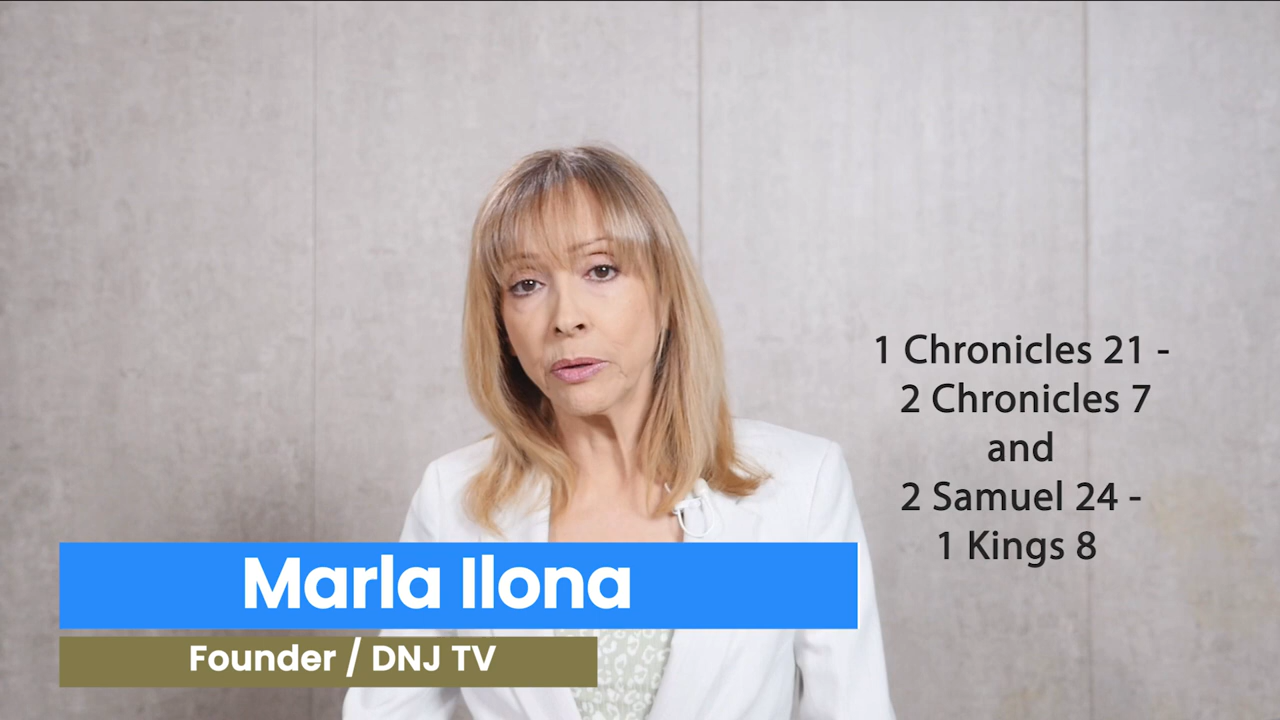 1 Chronicles 21 -
2 Chronicles 7
and
2 Samuel 24 -
1 Kings 8
Marla Ilona
Founder / DNJ TV